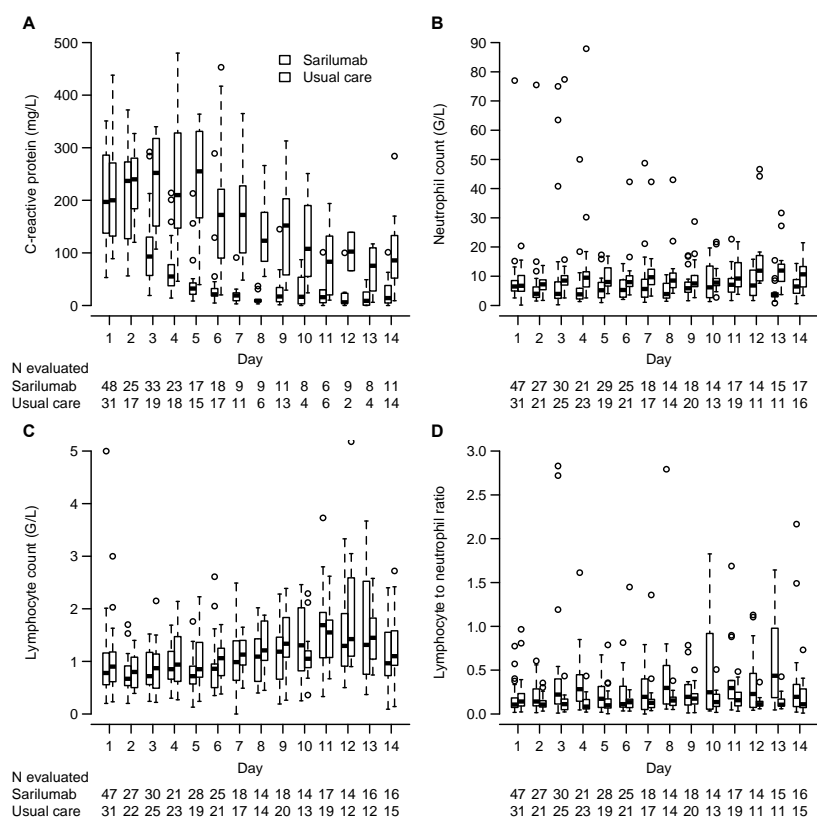 A
C-reactive protein (mg/L)
500
400
300
200
100
0
Sarilumab
Usual care
1 2 3 4 5 6 7 8 9 10 11 12 13 14
Day
N evaluated
Sarilumab 48 25 33 23 17 18 9 9 11 8 6 9 8 11
Usual care 31 17 19 18 15 17 11 6 13 4 6 2 4 14
B
Neutrophil count (G/L)
90
80
70
60
50
40
30
20
10
0
1 2 3 4 5 6 7 8 9 10 11 12 13 14
Day
47 27 30 21 29 25 18 14 18 14 17 14 15 17
31 21 25 23 19 21 17 14 20 13 19 11 11 16
C
Lymphocyte count (G/L)
5
4
3
2
1
0
1 2 3 4 5 6 7 8 9 10 11 12 13 14
Day
N evaluated
Sarilumab 47 27 30 21 28 25 18 14 18 14 17 14 16 16
Usual care 31 22 25 23 19 21 17 14 20 13 19 12 12 15
D
Lymphocyte to neutrophil ratio
3.0
2.5
2.0
1.5
1.0
0.5
0.0
1 2 3 4 5 6 7 8 9 10 11 12 13 14
Day
47 27 30 21 28 25 18 14 18 14 17 14 15 16
31 21 25 23 19 21 17 14 20 13 19 11 11 15